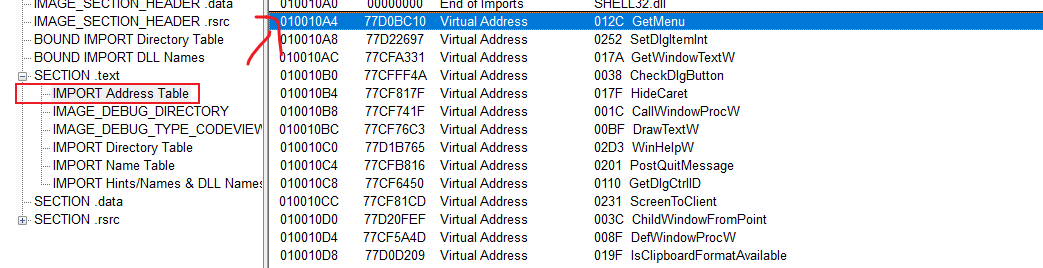 IMAGE_SECTION_HEADER .data
IMAGE_SECTION_HEADER .rsrc
BOUND IMPORT Directory Table
BOUND IMPORT DLL Names
SECTION .text
IMPORT Address Table
IMAGE_DEBUG_DIRECTORY
IMAGE_DEBUG_TYPE_CODEVIEW
IMPORT Directory Table
IMPORT Name Table
IMPORT Hints/Names & DLL Names
SECTION .data
SECTION .rsrc
010010A0 00000000 End of Imports SHELL32.dll
010010A4 77D0BC10 Virtual Address 012C GetMenu
010010A8 77D22697 Virtual Address 0252 SetDlgItemInt
010010AC 77CFA331 Virtual Address 017A GetWindowTextW
010010B0 77CFFF4A Virtual Address 0038 CheckDlgButton
010010B4 77CF817F Virtual Address 017F HideCaret
010010B8 77CF741F Virtual Address 001C CallWindowProcW
010010BC 77CF76C3 Virtual Address 00BF DrawTextW
010010C0 77D1B765 Virtual Address 02D3 WinHelpW
010010C4 77CFB816 Virtual Address 0201 PostQuitMessage
010010C8 77CF6450 Virtual Address 0110 GetDlgCtrlID
010010CC 77CF81CD Virtual Address 0231 ScreenToClient
010010D0 77D20FEF Virtual Address 003C ChildWindowFromPoint
010010D4 77CF5A4D Virtual Address 008F DefWindowProcW
010010D8 77D0D209 Virtual Address 019F IsClipboardFormatAvailable